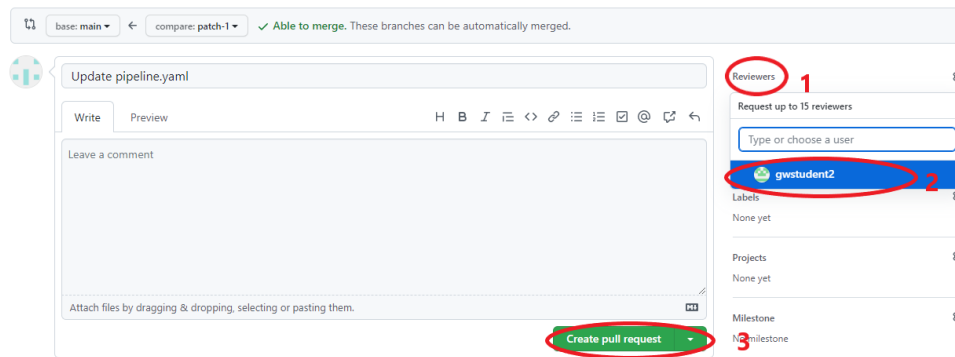 base: main compare: patch-1 Able to merge. These branches can be automatically merged.
Update pipeline.yaml
Write Preview H B I
Leave a comment
Attach files by dragging & dropping, selecting or pasting them.
Create pull request 3
Reviewers 1
Request up to 15 reviewers
Type or choose a user
gwstudent2 2
Labels
None yet
Projects
None yet
Milestone
No milestone